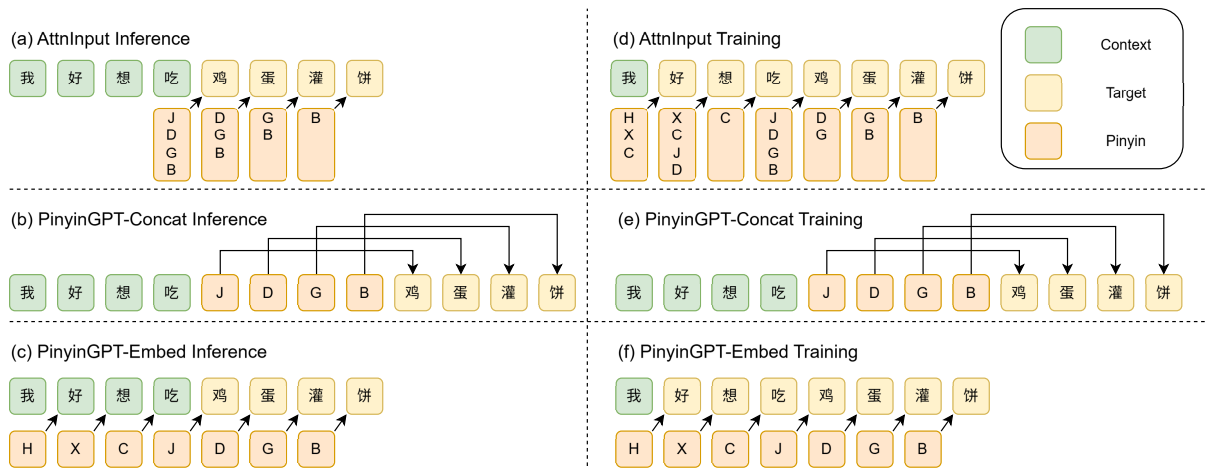 (a) AttnInput Inference
我 好 想 吃 鸡 蛋 灌 饼
J D G B
D G B
G B
B
(d) AttnInput Training
我 好 想 吃 鸡 蛋 灌 饼
H X C
X C J D
C
J D G B
D G
G B
B
Context
Target
Pinyin
(b) PinyinGPT-Concat Inference
我 好 想 吃 J D G B 鸡 蛋 灌 饼
(e) PinyinGPT-Concat Training
我 好 想 吃 J D G B 鸡 蛋 灌 饼
(c) PinyinGPT-Embed Inference
我 好 想 吃 鸡 蛋 灌 饼
H X C J D G B
(f) PinyinGPT-Embed Training
我 好 想 吃 鸡 蛋 灌 饼
H X C J D G B